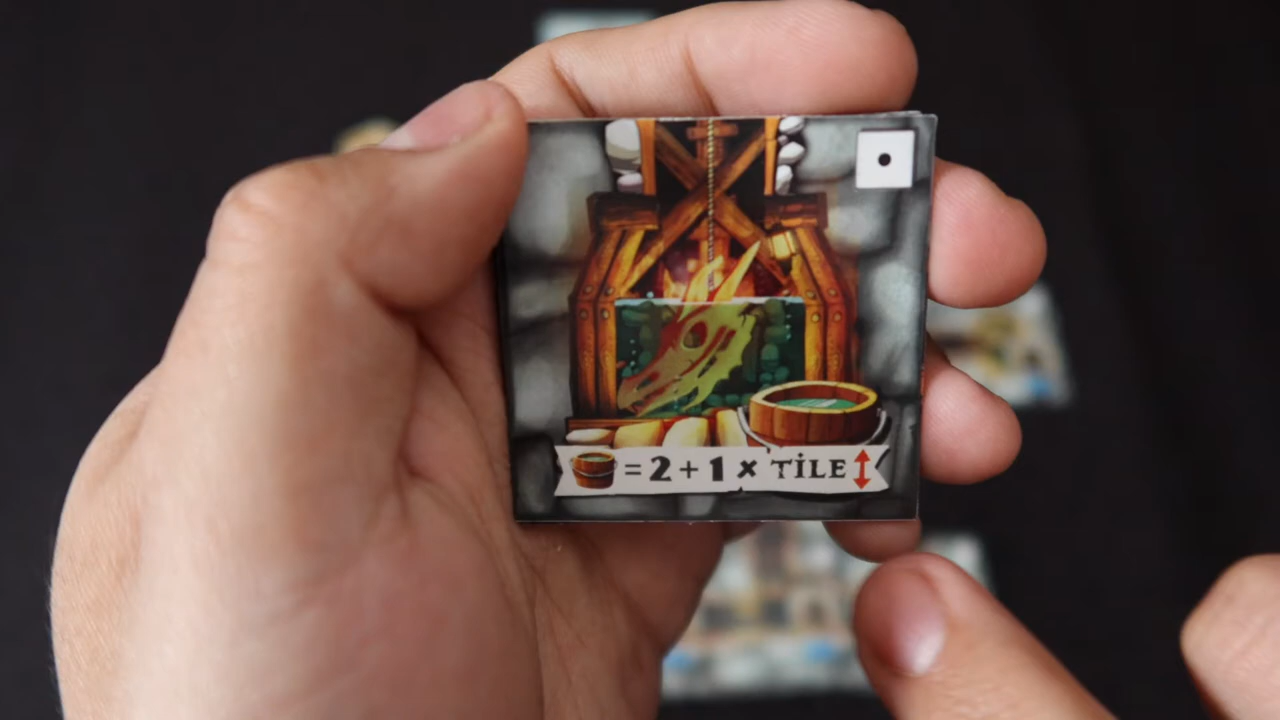 = 2 + 1 × TİLE